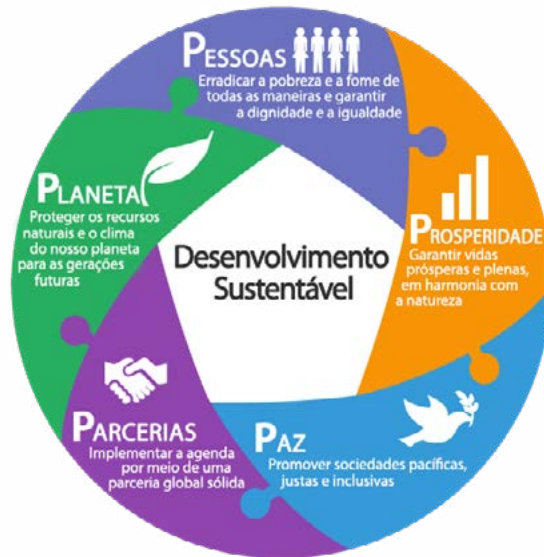 PESSOAS
Erradicar a pobreza e a fome de
todas as maneiras e garantir
a dignidade e a igualdade
PROSPERIDADE
Garantir vidas
prósperas e plenas,
em harmonia com
a natureza
PAZ
Promover sociedades pacíficas,
justas e inclusivas
PARCERIAS
Implementar a agenda
por meio de uma
parceria global sólida
PLANETA
Proteger os recursos
naturais e o clima
do nosso planeta
para as gerações
futuras
Desenvolvimento
Sustentável